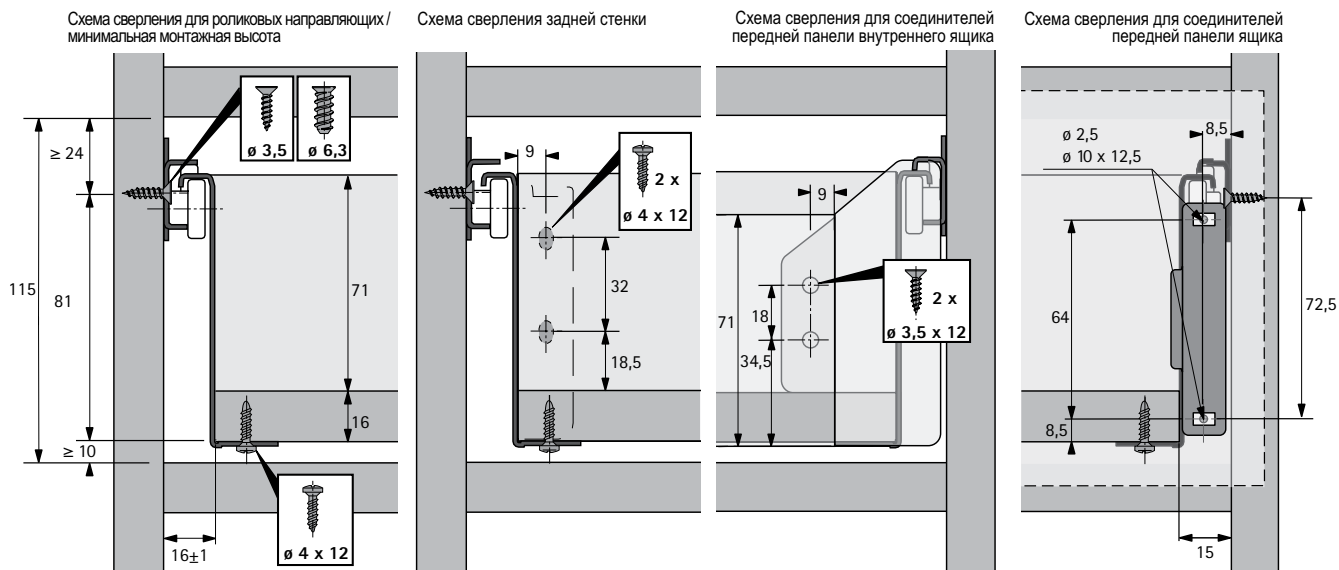 Схема сверления для роликовых направляющих /
минимальная монтажная высота
Схема сверления задней стенки
Схема сверления для соединителей
передней панели внутреннего ящика
Схема сверления для соединителей
передней панели ящика
ø 3,5
ø 6,3
≥ 24
115
81
71
16
≥ 10
16±1
ø 4 x 12
9
2 x
ø 4 x 12
32
18,5
9
71
18
34,5
2 x
ø 3,5 x 12
8,5
ø 2,5
ø 10 x 12,5
64
72,5
8,5
15